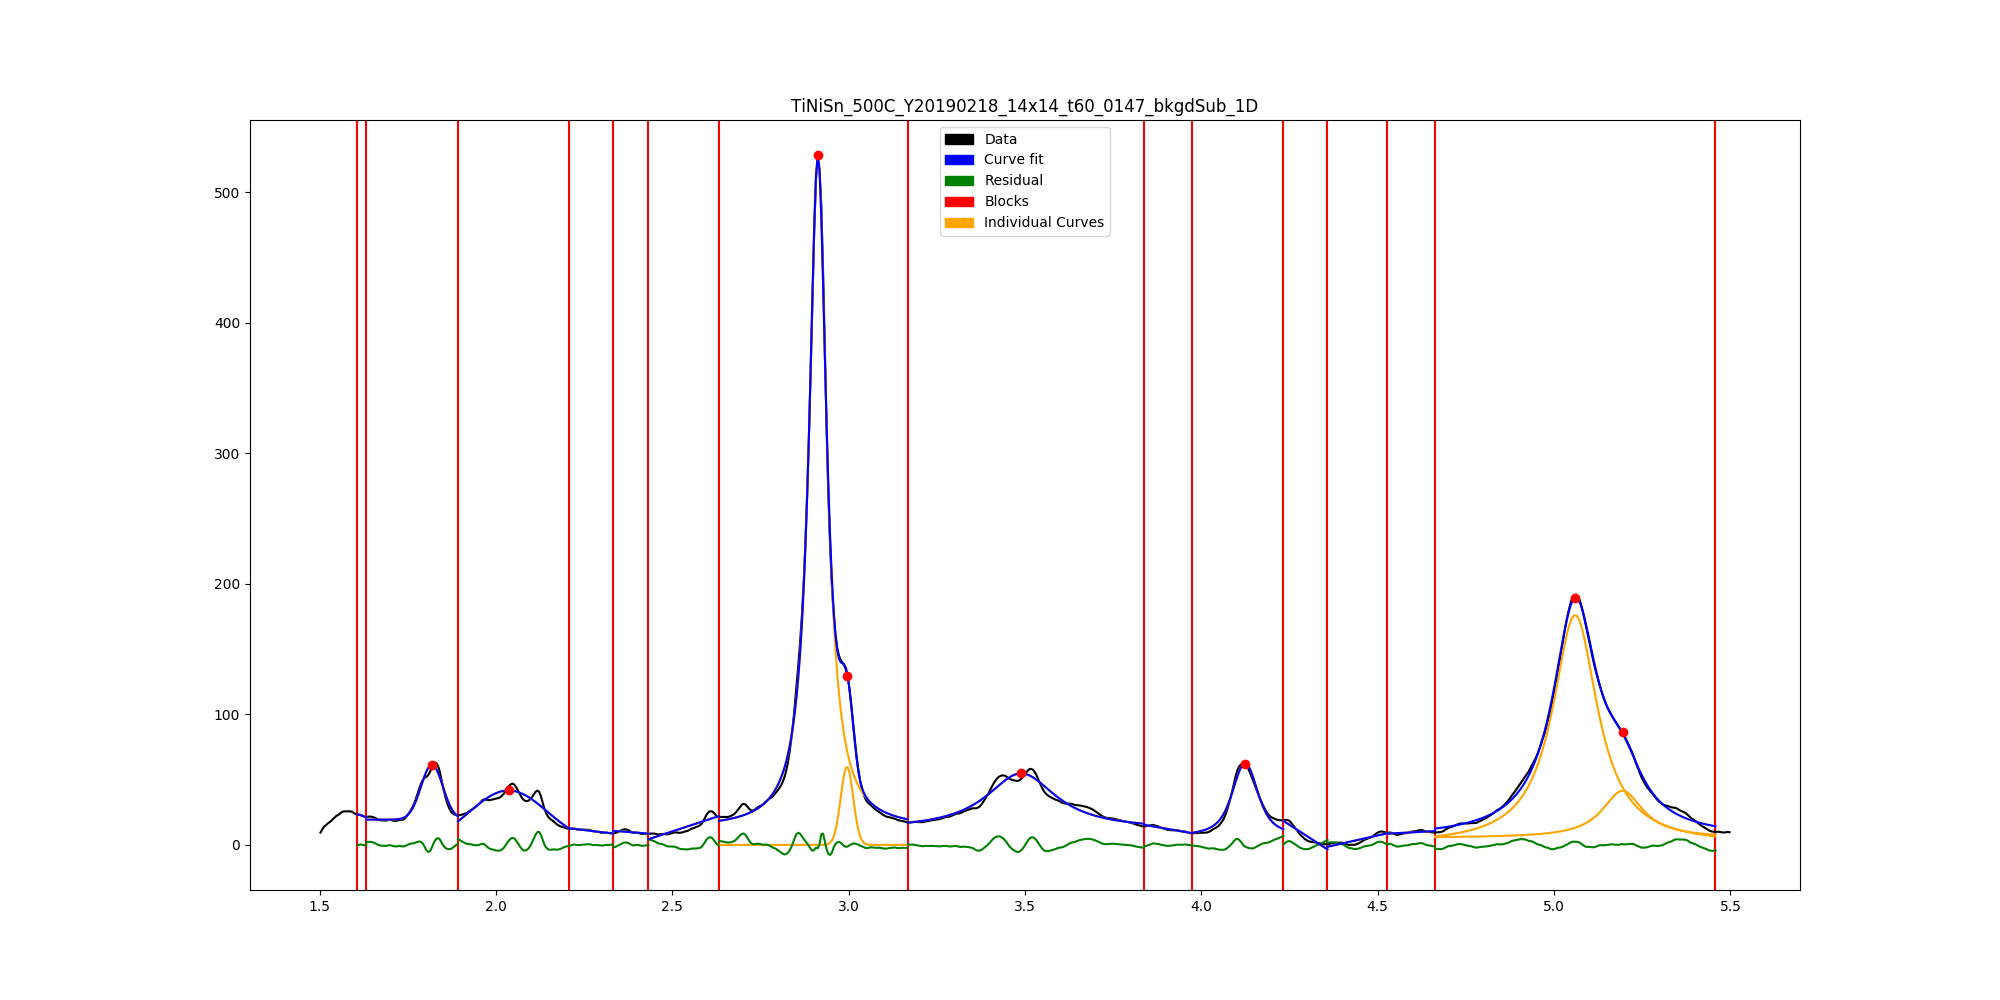 TiNiSn_500C_Y20190218_14x14_t60_0147_bkgdSub_1D
Data
Curve fit
Residual
Blocks
Individual Curves
500
400
300
200
100
0
1.5 2.0 2.5 3.0 3.5 4.0 4.5 5.0 5.5